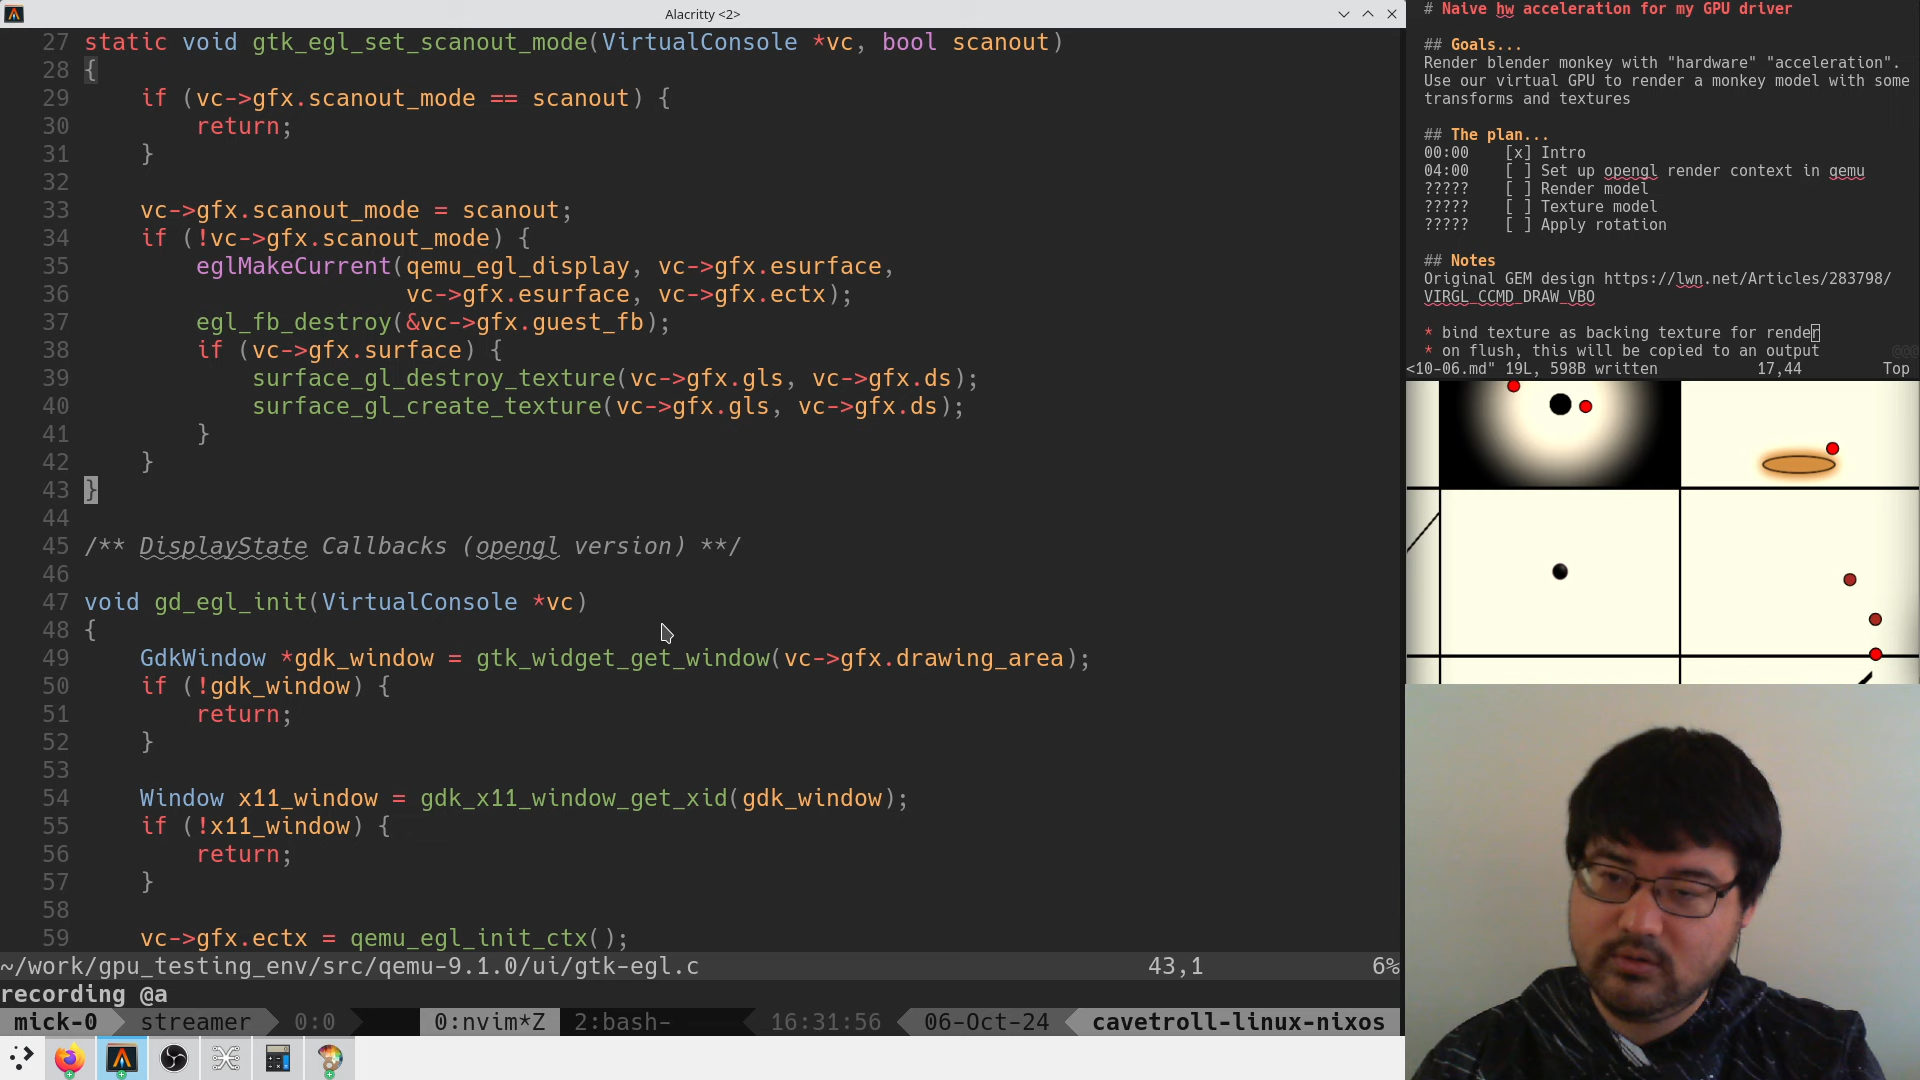 Alacritty <2>
27 static void gtk_egl_set_scanout_mode(VirtualConsole *vc, bool scanout)
28 {
29     if (vc->gfx.scanout_mode == scanout) {
30         return;
31     }
32
33     vc->gfx.scanout_mode = scanout;
34     if (!vc->gfx.scanout_mode) {
35         eglMakeCurrent(qemu_egl_display, vc->gfx.esurface,
36                        vc->gfx.esurface, vc->gfx.ectx);
37         egl_fb_destroy(&vc->gfx.guest_fb);
38         if (vc->gfx.surface) {
39             surface_gl_destroy_texture(vc->gfx.gls, vc->gfx.ds);
40             surface_gl_create_texture(vc->gfx.gls, vc->gfx.ds);
41         }
42     }
43 }
44
45 /** DisplayState Callbacks (opengl version) **/
46
47 void gd_egl_init(VirtualConsole *vc)
48 {
49     GdkWindow *gdk_window = gtk_widget_get_window(vc->gfx.drawing_area);
50     if (!gdk_window) {
51         return;
52     }
53
54     Window x11_window = gdk_x11_window_get_xid(gdk_window);
55     if (!x11_window) {
56         return;
57     }
58
59     vc->gfx.ectx = qemu_egl_init_ctx();
~/work/gpu_testing_env/src/qemu-9.1.0/ui/gtk-egl.c 43,1 6%
recording @a
mick-0 streamer 0:0 0:nvim*Z 2:bash- 16:31:56 06-Oct-24 cavetroll-linux-nixos
# Naive hw acceleration for my GPU driver
## Goals...
Render blender monkey with "hardware" "acceleration".
Use our virtual GPU to render a monkey model with some
transforms and textures
## The plan...
00:00 [x] Intro
04:00 [ ] Set up opengl render context in qemu
????? [ ] Render model
????? [ ] Texture model
????? [ ] Apply rotation
## Notes
Original GEM design https://lwn.net/Articles/283798/
VIRGL_CCMD_DRAW_VBO
* bind texture as backing texture for render
* on flush, this will be copied to an output @@@
<10-06.md" 19L, 598B written 17,44 Top